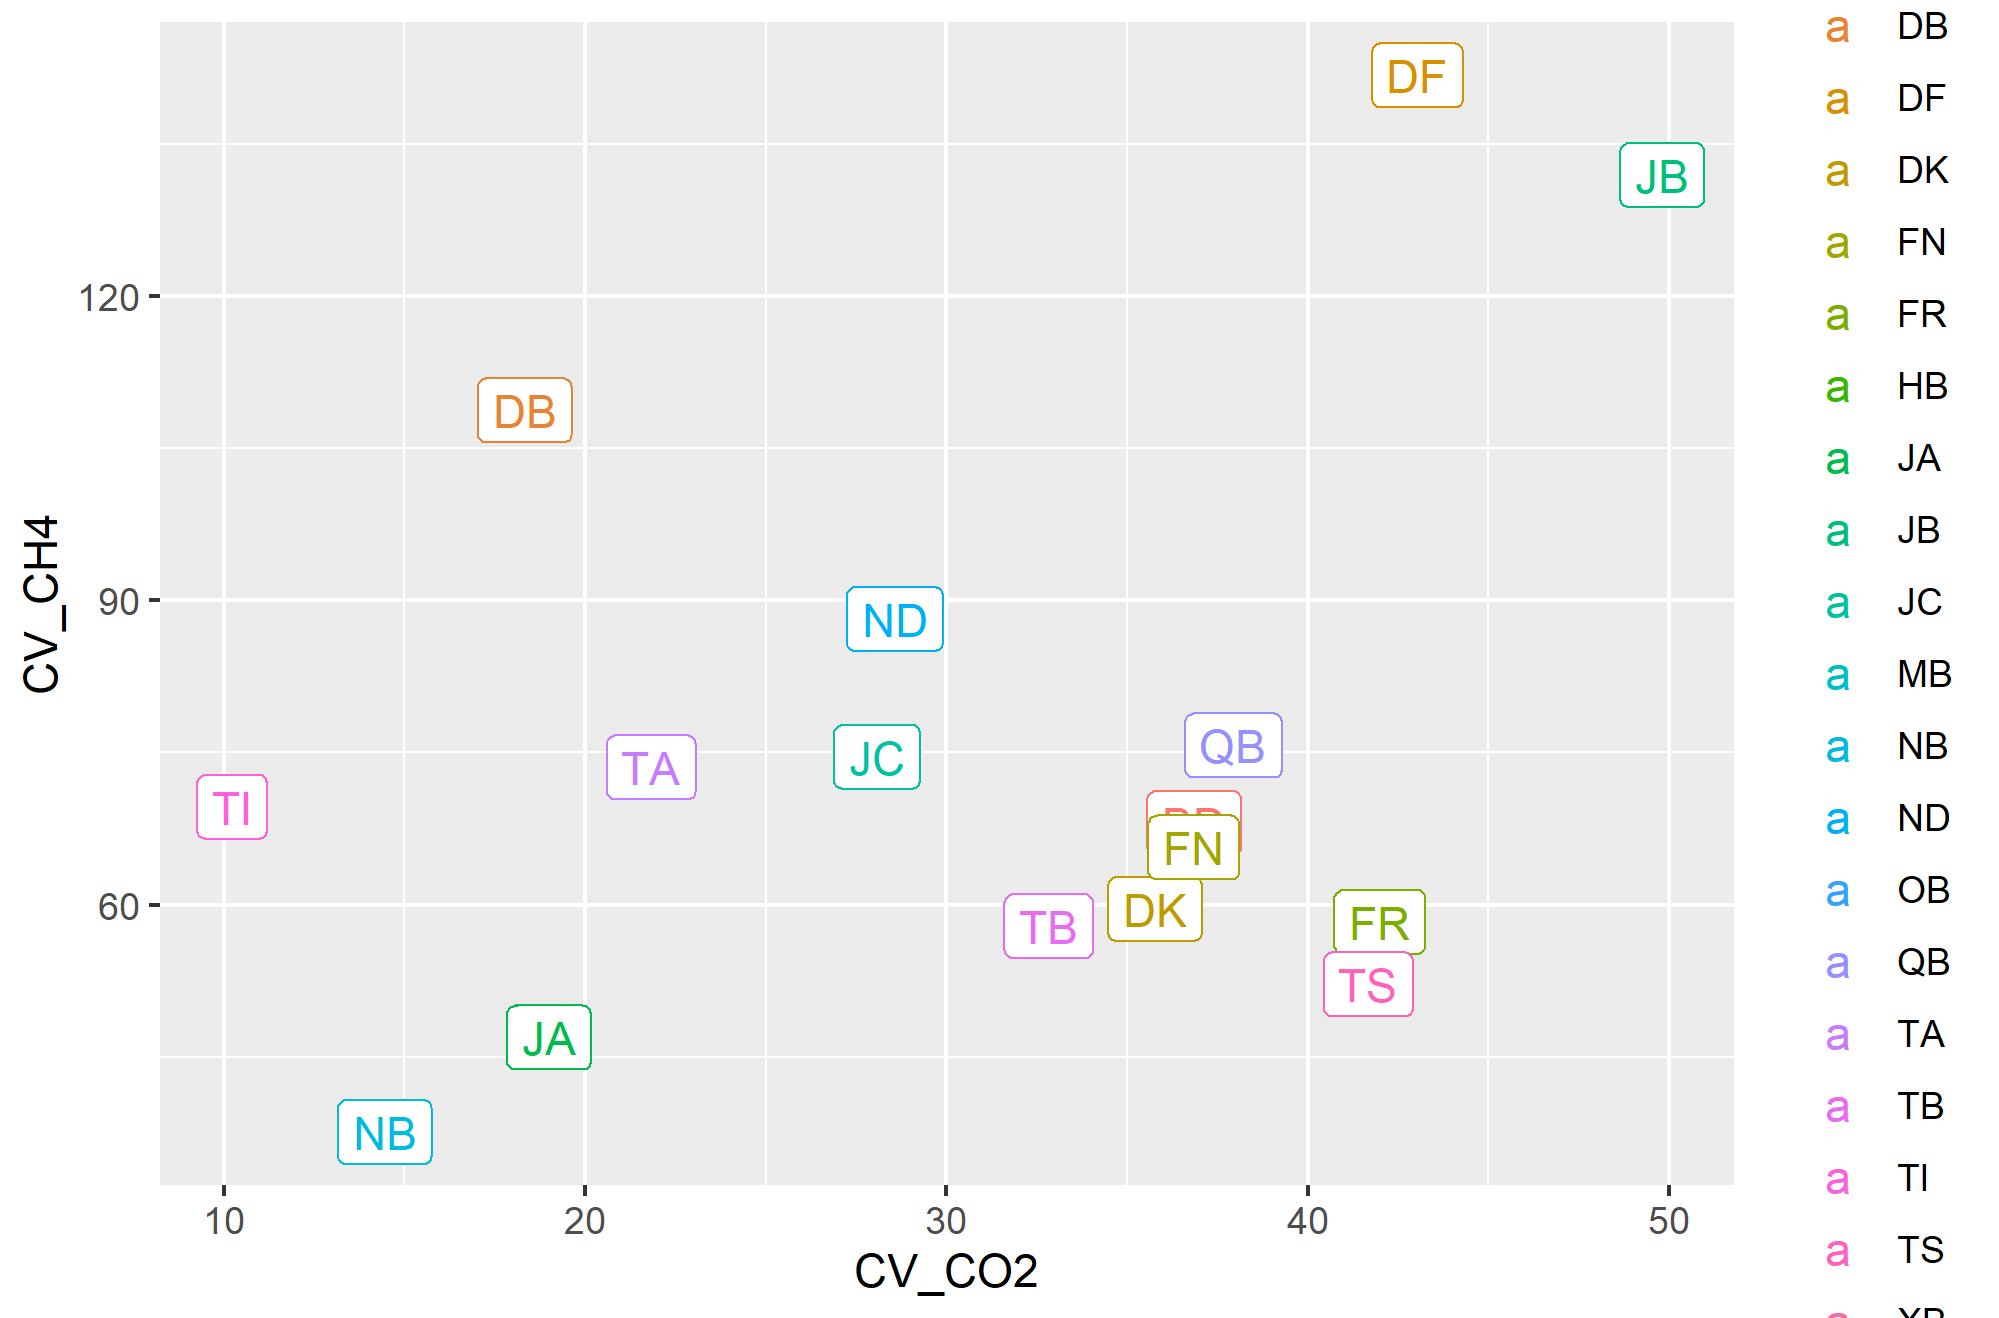 DF
JB
120
DB
ND
90
CV_CH4
QB
JC
TA
TI
FN
DK
FR
TB
60
TS
JA
NB
10 20 30 40 50
CV_CO2
a DB
a DF
a DK
a FN
a FR
a HB
a JA
a JB
a JC
a MB
a NB
a ND
a OB
a QB
a TA
a TB
a TI
a TS